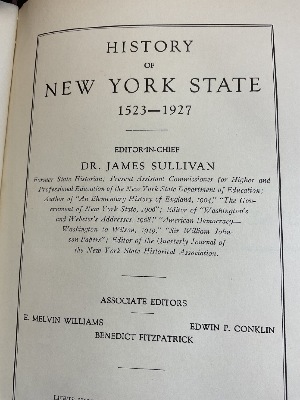 HISTORY
OF
NEW YORK STATE
1523—1927
EDITOR-IN-CHIEF
DR. JAMES SULLIVAN
Former State Historian, Present Assistant Commissioner for Higher and
Professional Education of the New York State Department of Education;
Author of "An Elementary History of England, 1904," "The Gov-
ernment of New York State, 1906"; Editor of "Washington's
and Webster's Addresses, 1908," "American Democracy—
Washington to Wilson, 1919," "Sir William John-
son Papers"; Editor of the Quarterly Journal of
the New York State Historical Association.
ASSOCIATE EDITORS
E. MELVIN WILLIAMS
EDWIN P. CONKLIN
BENEDICT FITZPATRICK